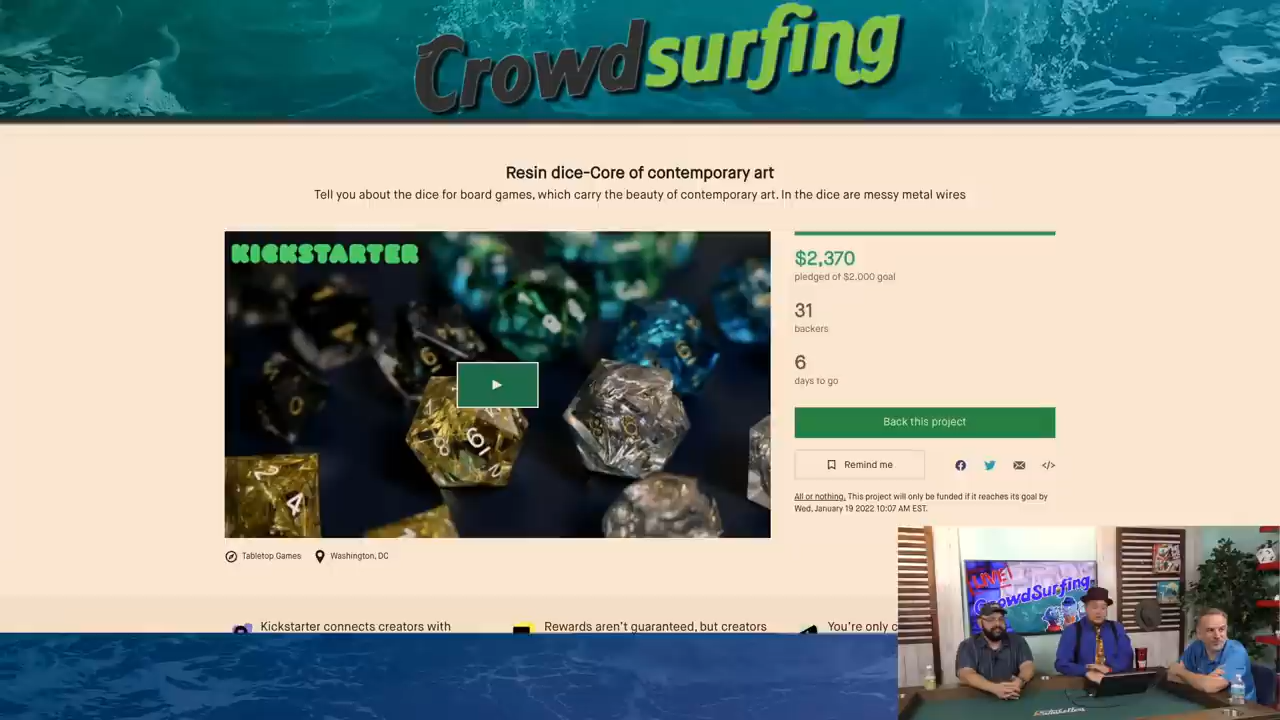 Crowdsurfing
Resin dice-Core of contemporary art
Tell you about the dice for board games, which carry the beauty of contemporary art. In the dice are messy metal wires
KICKSTARTER
$2,370
pledged of $2,000 goal
31
backers
6
days to go
Back this project
Remind me
All or nothing. This project will only be funded if it reaches its goal by
Wed, January 19 2022 10:07 AM EST.
Tabletop Games
Washington, DC
Kickstarter connects creators with
Rewards aren't guaranteed, but creators
You're only c
LIVE!
CrowdSurfing